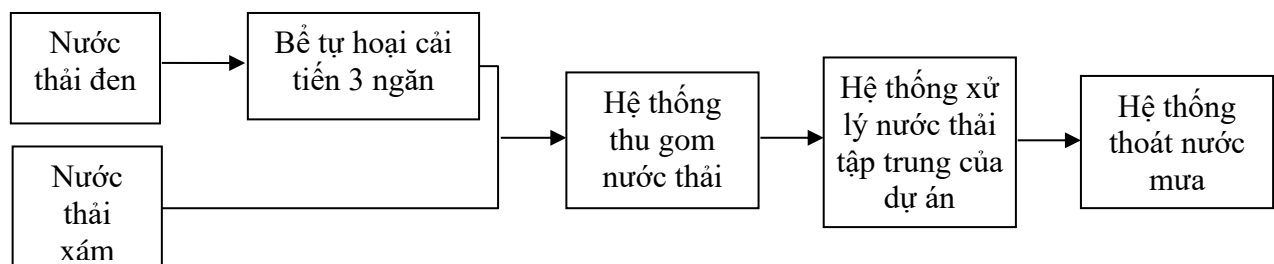 Nước
thải đen
Bể tự hoại cải
tiến 3 ngăn
Nước
thải
xám
Hệ thống
thu gom
nước thải
Hệ thống xử
lý nước thải
tập trung của
dự án
Hệ thống
thoát nước
mưa